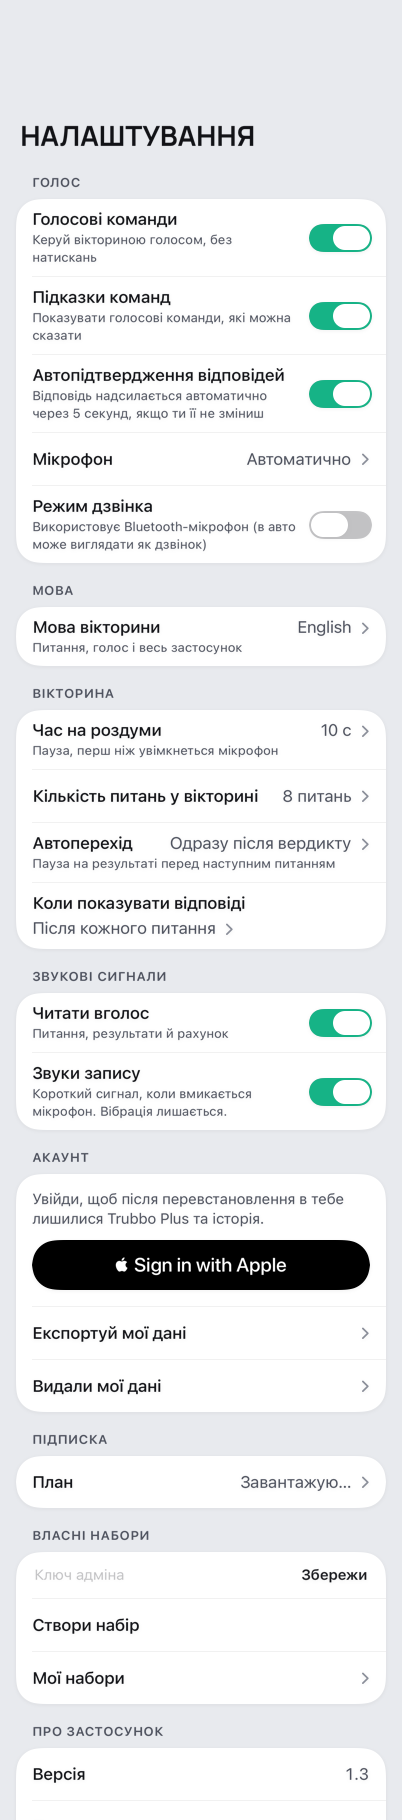 НАЛАШТУВАННЯ
ГОЛОС
Голосові команди
Керуй вікториною голосом, без
натискань
Підказки команд
Показувати голосові команди, які можна
сказати
Автопідтвердження відповідей
Відповідь надсилається автоматично
через 5 секунд, якщо ти її не зміниш
Мікрофон Автоматично
Режим дзвінка
Використовує Bluetooth-мікрофон (в авто
може виглядати як дзвінок)
МОВА
Мова вікторини English
Питання, голос і весь застосунок
ВІКТОРИНА
Час на роздуми 10 с
Пауза, перш ніж увімкнеться мікрофон
Кількість питань у вікторині 8 питань
Автоперехід Одразу після вердикту
Пауза на результаті перед наступним питанням
Коли показувати відповіді
Після кожного питання
ЗВУКОВІ СИГНАЛИ
Читати вголос
Питання, результати й рахунок
Звуки запису
Короткий сигнал, коли вмикається
мікрофон. Вібрація лишається.
АКАУНТ
Увійди, щоб після перевстановлення в тебе
лишилися Trubbo Plus та історія.
Sign in with Apple
Експортуй мої дані
Видали мої дані
ПІДПИСКА
План Завантажую...
ВЛАСНІ НАБОРИ
Ключ адміна Збережи
Створи набір
Мої набори
ПРО ЗАСТОСУНОК
Версія 1.3